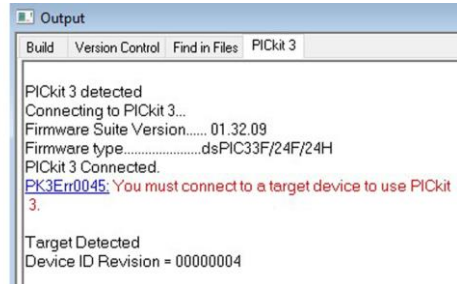 Output
Build Version Control Find in Files PICkit 3
PICkit 3 detected
Connecting to PICkit 3...
Firmware Suite Version...... 01.32.09
Firmware type......................dsPIC33F/24F/24H
PICkit 3 Connected.
PK3Err0045: You must connect to a target device to use PICkit
3.
Target Detected
Device ID Revision = 00000004